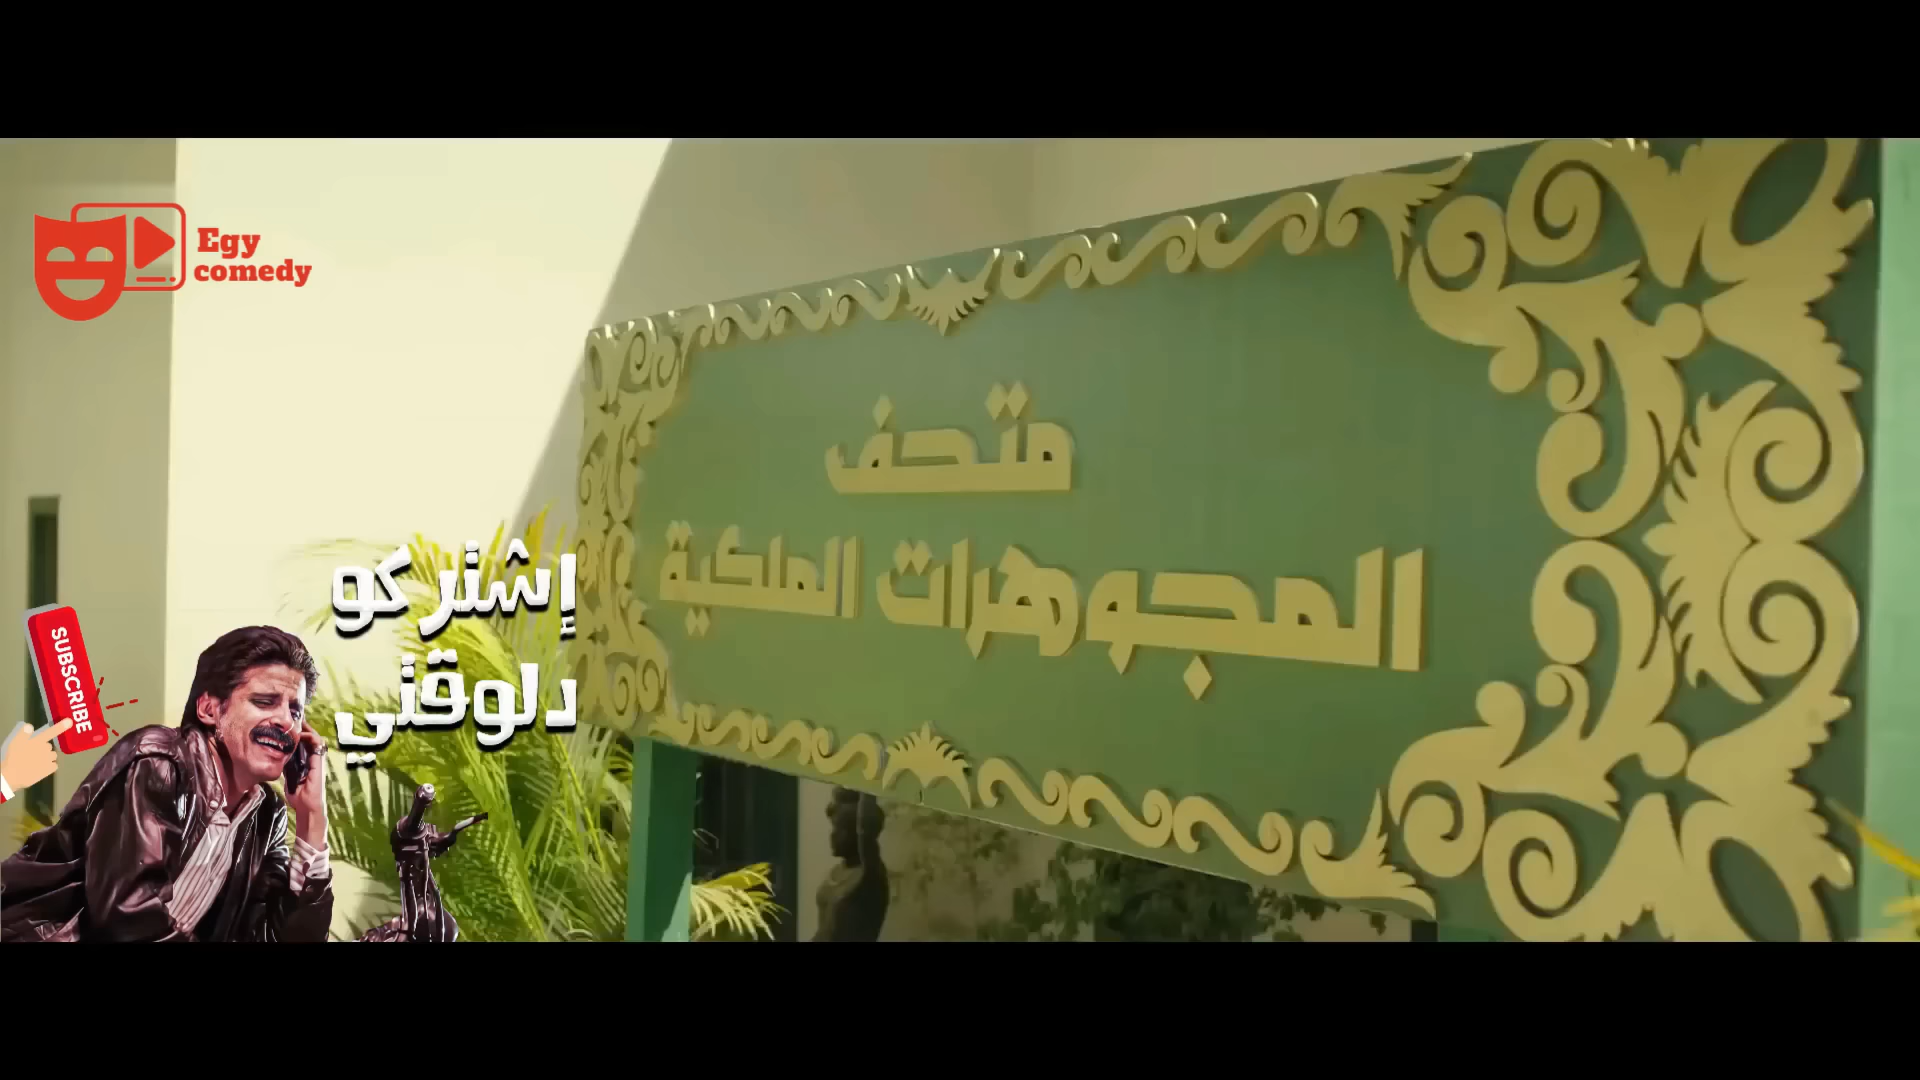 Egy
comedy
متحف
المجوهرات الملكية
إشتركو
دلوقتي
SUBSCRIBE